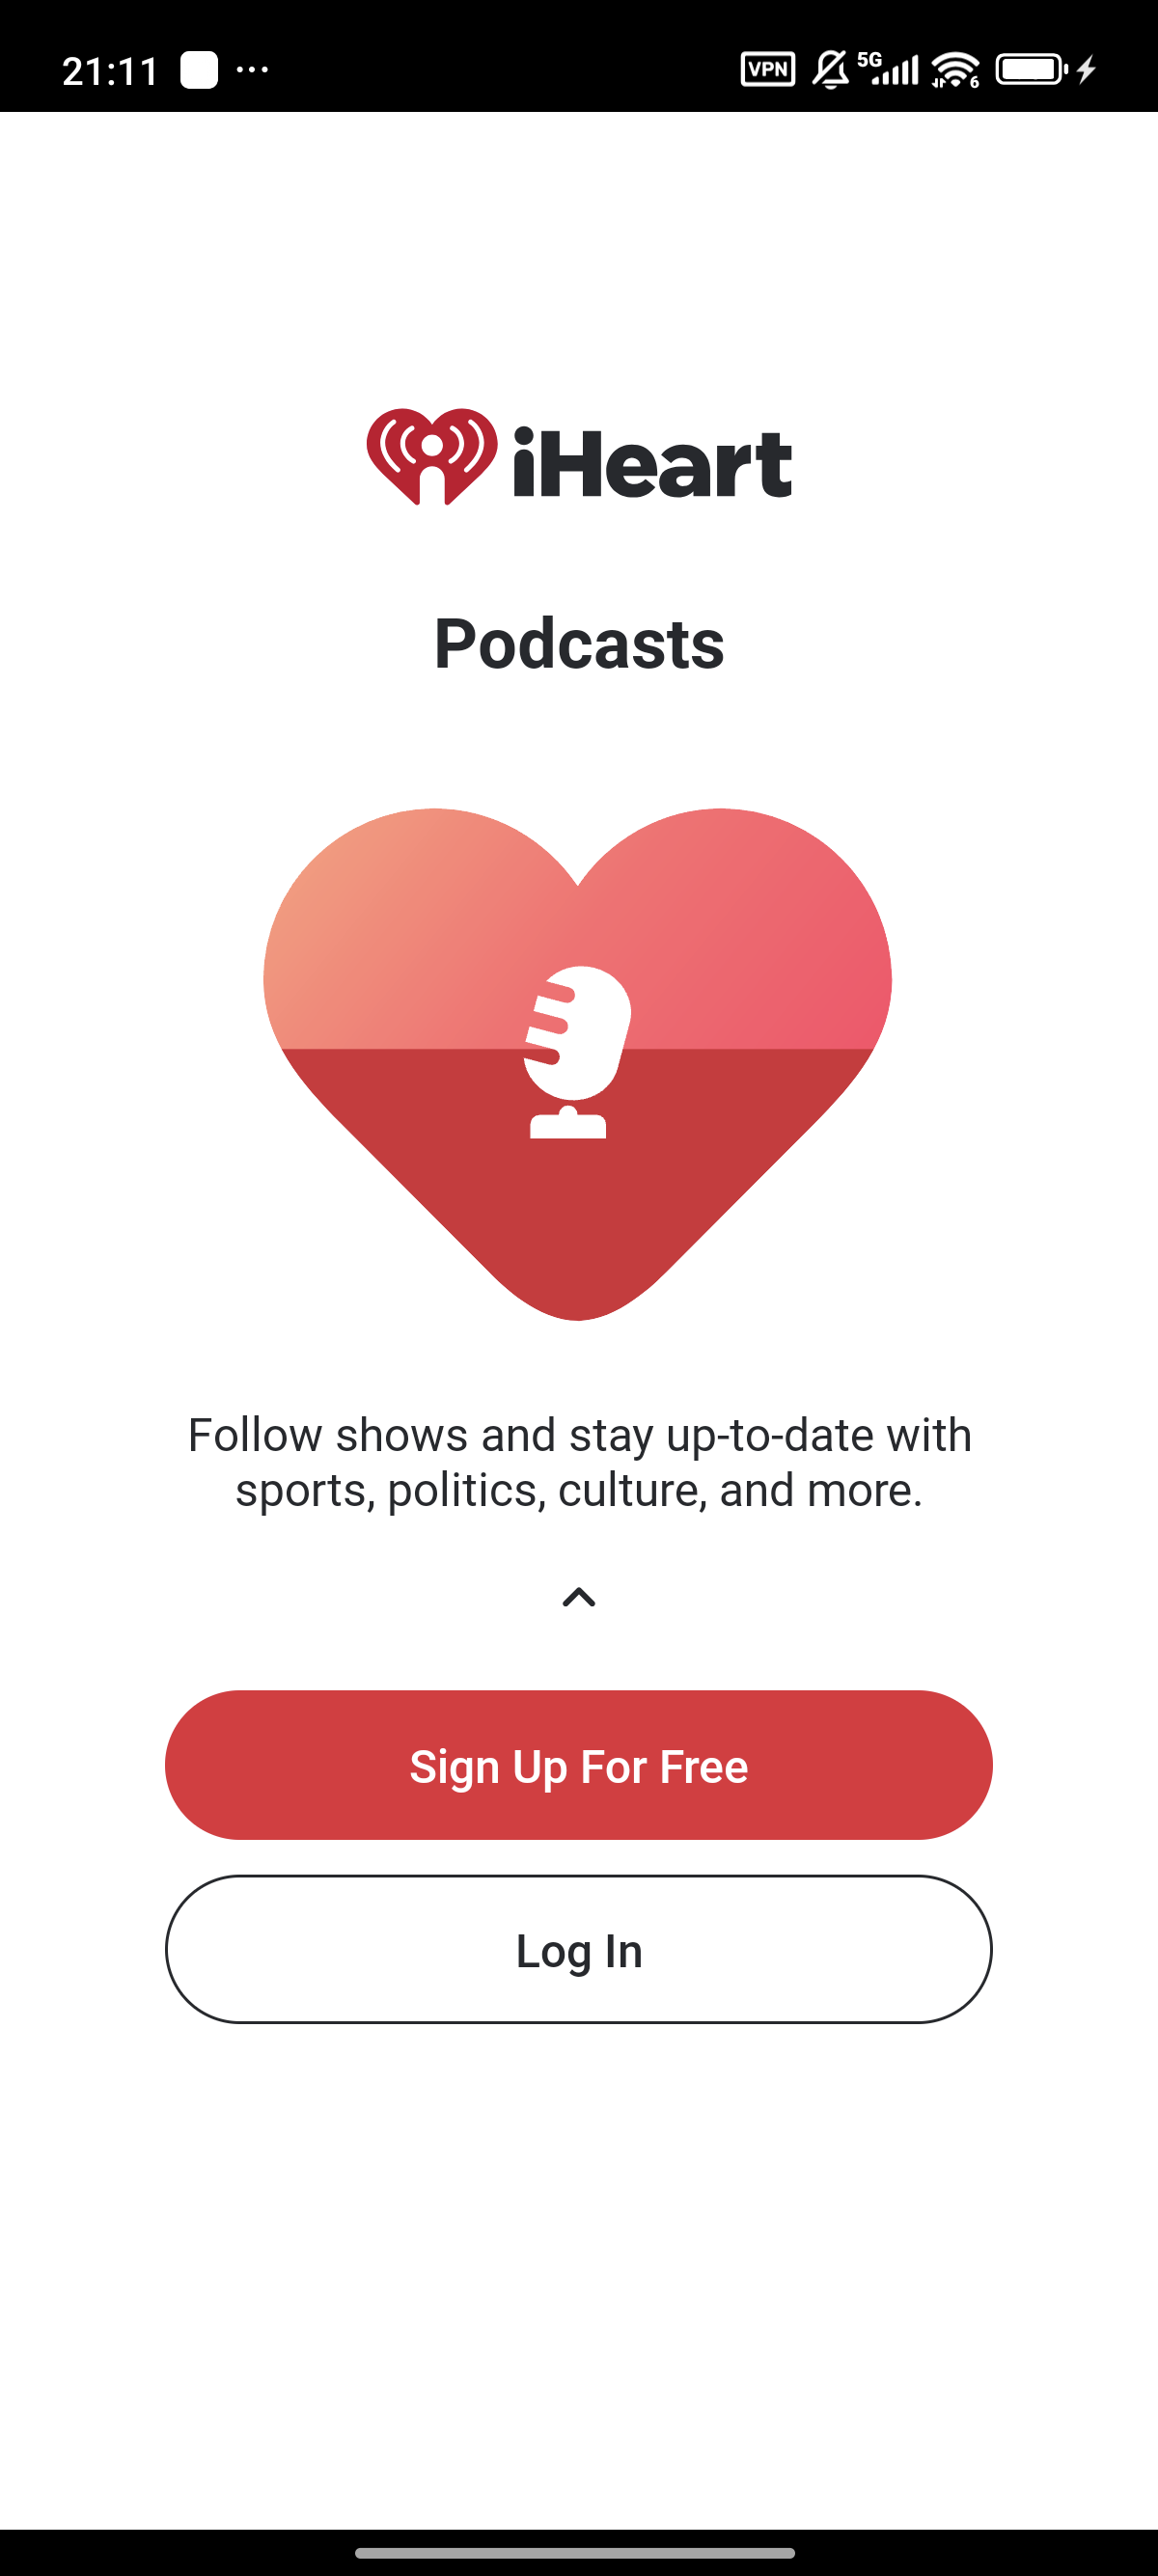 21:11
VPN
5G
6
iHeart
Podcasts
Follow shows and stay up-to-date with
sports, politics, culture, and more.
Sign Up For Free
Log In